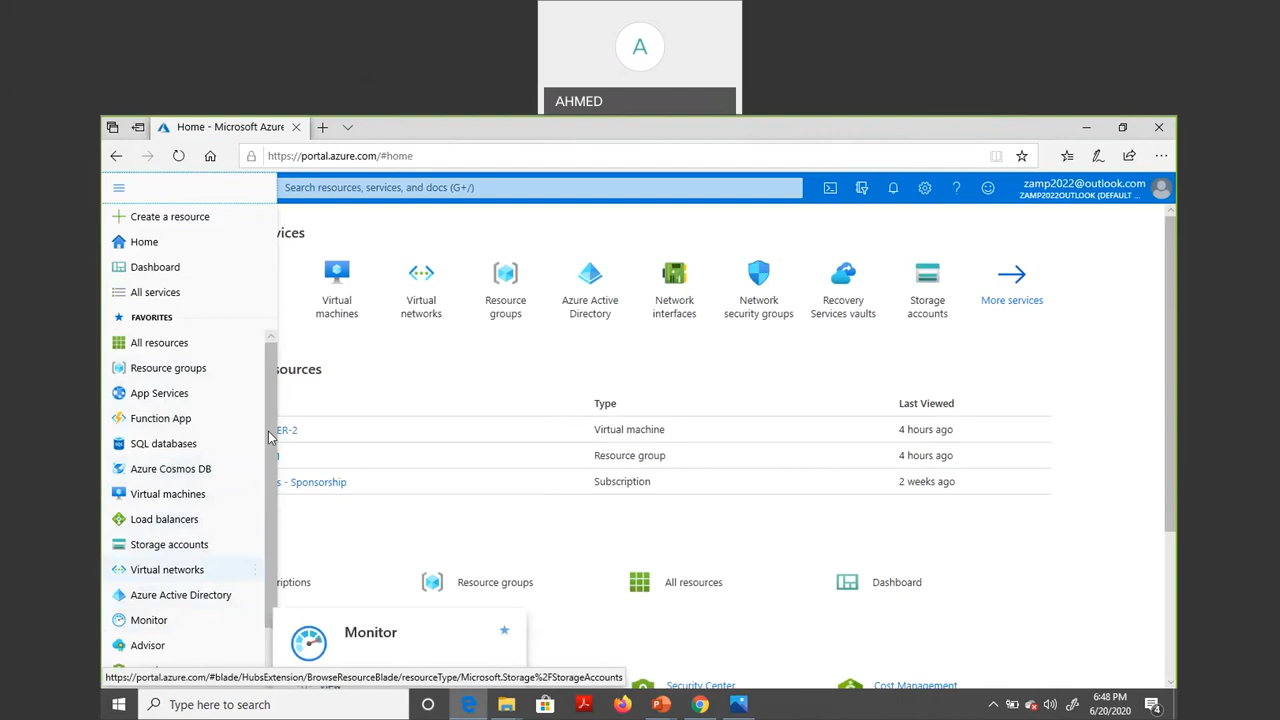 A
AHMED
Home - Microsoft Azure
https://portal.azure.com/#home
Search resources, services, and docs (G+/)
zamp2022@outlook.com
ZAMP2022OUTLOOK (DEFAULT ...
Create a resource
Home
Dashboard
All services
FAVORITES
All resources
Resource groups
App Services
Function App
SQL databases
Azure Cosmos DB
Virtual machines
Load balancers
Storage accounts
Virtual networks
Azure Active Directory
Monitor
Advisor
vices
Virtual machines
Virtual networks
Resource groups
Azure Active Directory
Network interfaces
Network security groups
Recovery Services vaults
Storage accounts
More services
sources
Type
Last Viewed
ER-2
Virtual machine
4 hours ago
Resource group
4 hours ago
s - Sponsorship
Subscription
2 weeks ago
riptions
Resource groups
All resources
Dashboard
Monitor
Security Center
Cost Management
https://portal.azure.com/#blade/HubsExtension/BrowseResourceBlade/resourceType/Microsoft.Storage%2FStorageAccounts
Type here to search
6:48 PM
6/20/2020
4